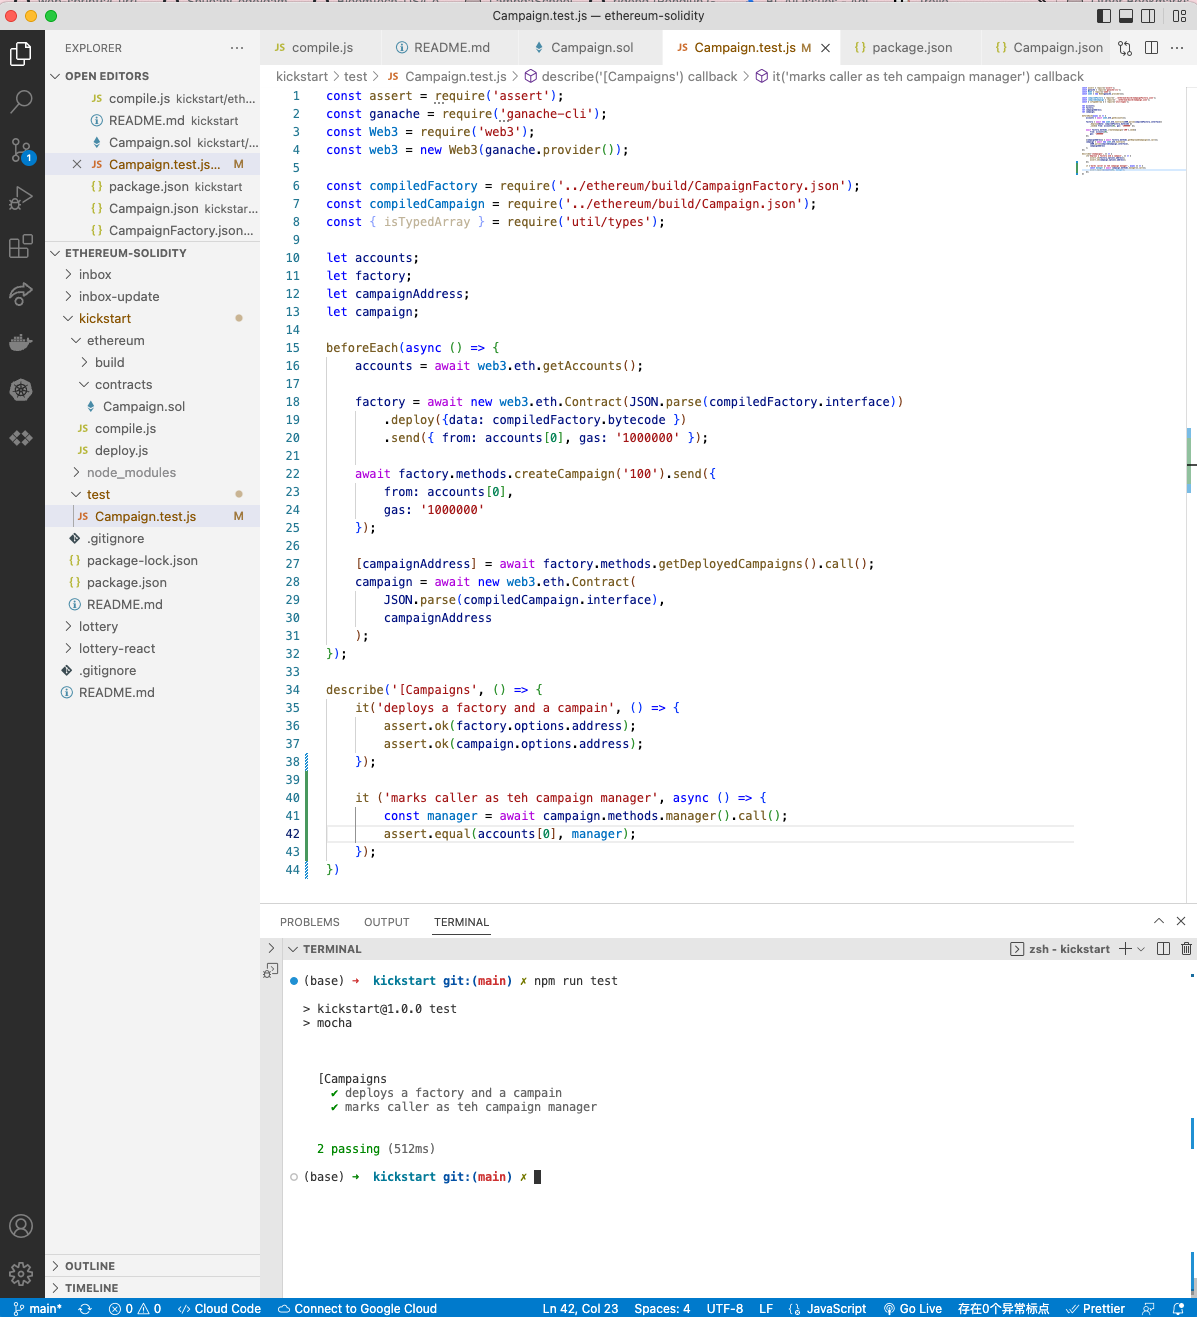 Campaign.test.js — ethereum-solidity
EXPLORER
OPEN EDITORS
JS compile.js kickstart/eth...
README.md kickstart
Campaign.sol kickstart/...
JS Campaign.test.js... M
{} package.json kickstart
{} Campaign.json kickstar...
{} CampaignFactory.json...
ETHEREUM-SOLIDITY
inbox
inbox-update
kickstart
ethereum
build
contracts
Campaign.sol
JS compile.js
JS deploy.js
node_modules
test
JS Campaign.test.js M
.gitignore
{} package-lock.json
{} package.json
README.md
lottery
lottery-react
.gitignore
README.md
OUTLINE
TIMELINE
1
JS compile.js README.md Campaign.sol JS Campaign.test.js M {} package.json {} Campaign.json
kickstart > test > JS Campaign.test.js > describe('[Campaigns') callback > it('marks caller as teh campaign manager') callback
1 const assert = require('assert');
2 const ganache = require('ganache-cli');
3 const Web3 = require('web3');
4 const web3 = new Web3(ganache.provider());
5
6 const compiledFactory = require('../ethereum/build/CampaignFactory.json');
7 const compiledCampaign = require('../ethereum/build/Campaign.json');
8 const { isTypedArray } = require('util/types');
9
10 let accounts;
11 let factory;
12 let campaignAddress;
13 let campaign;
14
15 beforeEach(async () => {
16 accounts = await web3.eth.getAccounts();
17
18 factory = await new web3.eth.Contract(JSON.parse(compiledFactory.interface))
19 .deploy({data: compiledFactory.bytecode })
20 .send({ from: accounts[0], gas: '1000000' });
21
22 await factory.methods.createCampaign('100').send({
23 from: accounts[0],
24 gas: '1000000'
25 });
26
27 [campaignAddress] = await factory.methods.getDeployedCampaigns().call();
28 campaign = await new web3.eth.Contract(
29 JSON.parse(compiledCampaign.interface),
30 campaignAddress
31 );
32 });
33
34 describe('[Campaigns', () => {
35 it('deploys a factory and a campain', () => {
36 assert.ok(factory.options.address);
37 assert.ok(campaign.options.address);
38 });
39
40 it ('marks caller as teh campaign manager', async () => {
41 const manager = await campaign.methods.manager().call();
42 assert.equal(accounts[0], manager);
43 });
44 })
PROBLEMS OUTPUT TERMINAL
TERMINAL zsh - kickstart
(base) ➜ kickstart git:(main) ✗ npm run test
> kickstart@1.0.0 test
> mocha
[Campaigns
✔ deploys a factory and a campain
✔ marks caller as teh campaign manager
2 passing (512ms)
(base) ➜ kickstart git:(main) ✗
main* 0 0 Cloud Code Connect to Google Cloud Ln 42, Col 23 Spaces: 4 UTF-8 LF JavaScript Go Live 存在0个异常标点 Prettier